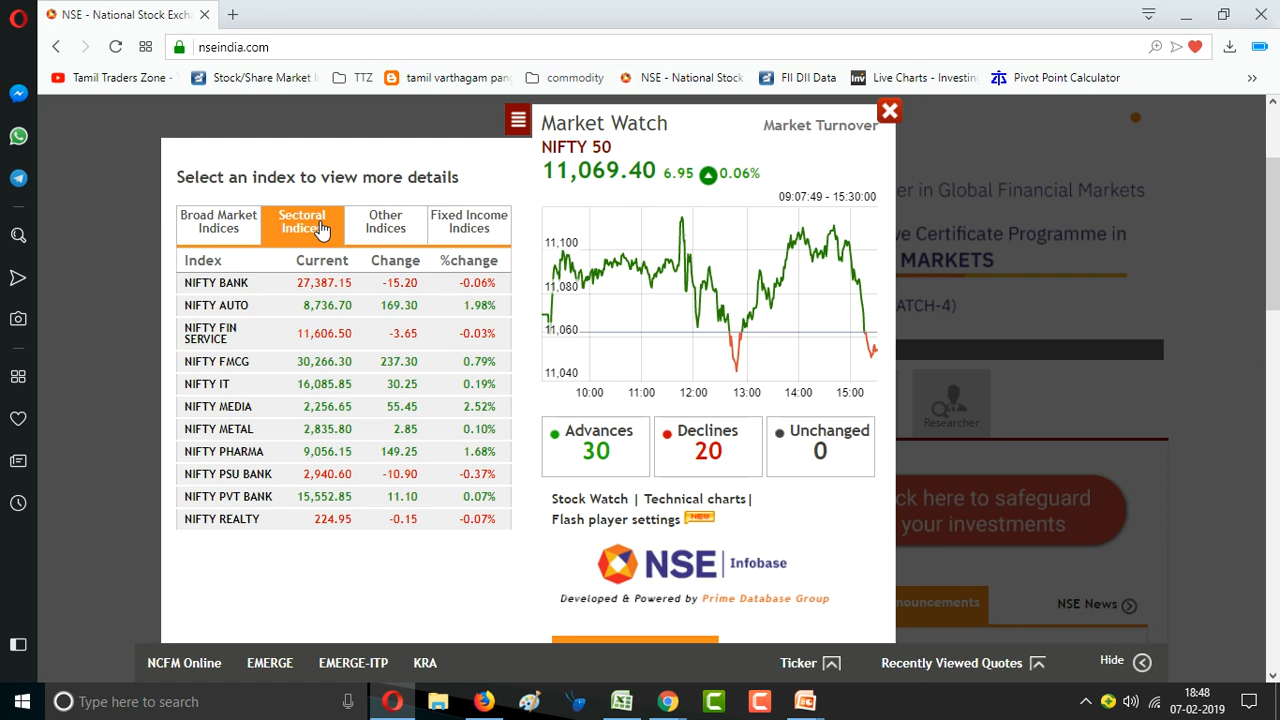 NSE - National Stock Excha
nseindia.com
Tamil Traders Zone -
Stock/Share Market
TTZ
tamil varthagam pan
commodity
NSE - National Stock
FII DII Data
Inv
Live Charts - Investin
Pivot Point Calculator
Market Watch
Market Turnover
NIFTY 50
11,069.40 6.95 0.06%
09:07:49 - 15:30:00
Select an index to view more details
Broad Market Indices
Sectoral Indices
Other Indices
Fixed Income Indices
Index Current Change %change
NIFTY BANK 27,387.15 -15.20 -0.06%
NIFTY AUTO 8,736.70 169.30 1.98%
NIFTY FIN SERVICE 11,606.50 -3.65 -0.03%
NIFTY FMCG 30,266.30 237.30 0.79%
NIFTY IT 16,085.85 30.25 0.19%
NIFTY MEDIA 2,256.65 55.45 2.52%
NIFTY METAL 2,835.80 2.85 0.10%
NIFTY PHARMA 9,056.15 149.25 1.68%
NIFTY PSU BANK 2,940.60 -10.90 -0.37%
NIFTY PVT BANK 15,552.85 11.10 0.07%
NIFTY REALTY 224.95 -0.15 -0.07%
11,100
11,080
11,060
11,040
10:00 11:00 12:00 13:00 14:00 15:00
Advances
30
Declines
20
Unchanged
0
Stock Watch | Technical charts|
Flash player settings NEW
NSE | Infobase
Developed & Powered by Prime Database Group
er in Global Financial Markets
ve Certificate Programme in
MARKETS
ATCH-4)
Researcher
ck here to safeguard
your investments
nouncements
NSE News
NCFM Online
EMERGE
EMERGE-ITP
KRA
Ticker
Recently Viewed Quotes
Hide
Type here to search
18:48
07-02-2019